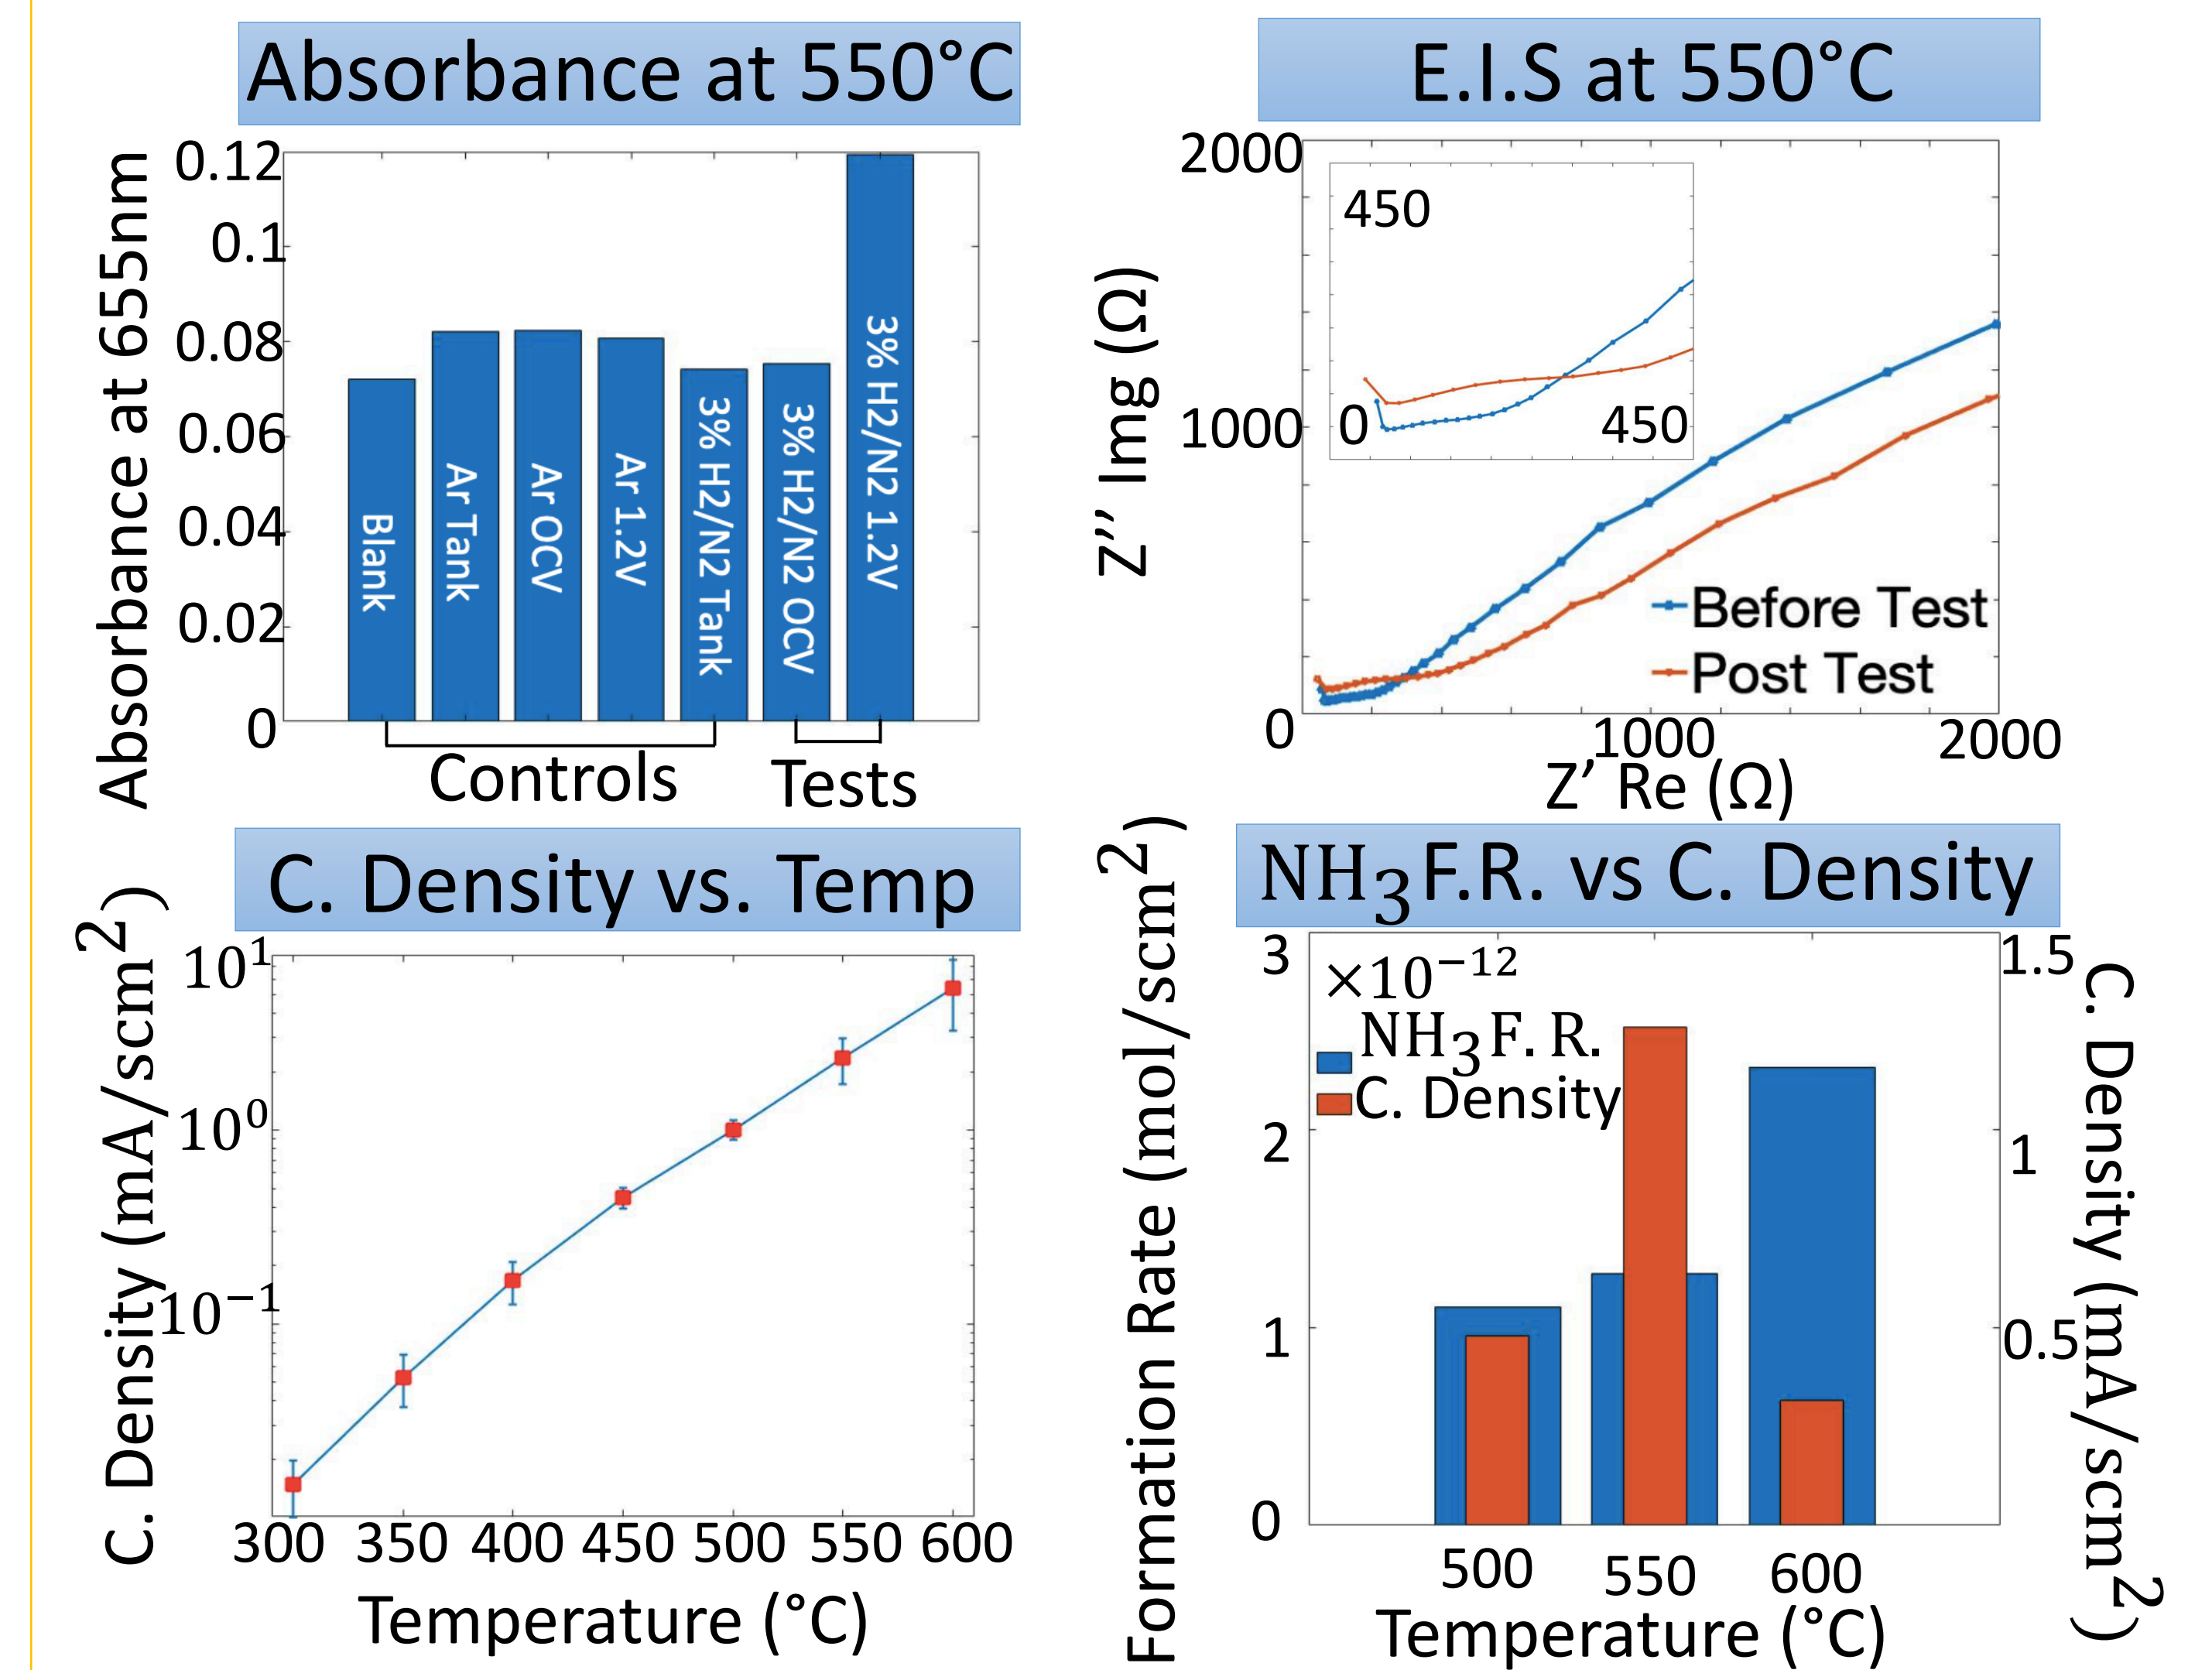 Absorbance at 550°C
Absorbance at 655nm
0.12
0.1
0.08
0.06
0.04
0.02
0
Blank
Ar Tank
Ar OCV
Ar 1.2V
3% H2/N2 Tank
3% H2/N2 OCV
3% H2/N2 1.2V
Controls
Tests
E.I.S at 550°C
Z’’ Img (Ω)
2000
1000
0
450
0
450
Before Test
Post Test
1000
2000
Z’ Re (Ω)
C. Density vs. Temp
C. Density (mA/scm²)
10¹
10⁰
10⁻¹
300 350 400 450 500 550 600
Temperature (°C)
NH₃F.R. vs C. Density
Formation Rate (mol/scm²)
3
2
1
0
×10⁻¹²
NH₃F. R.
C. Density
1.5
1
0.5
C. Density (mA/scm²)
500 550 600
Temperature (°C)